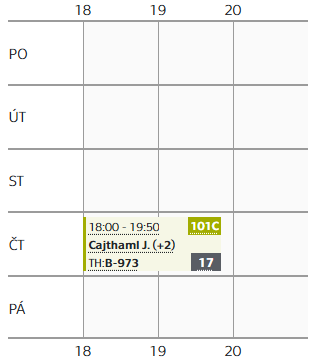 18 19 20
PO
ÚT
ST
ČT
18:00 - 19:50 101C
Cajthaml J. (+2)
TH:B-973 17
PÁ
18 19 20